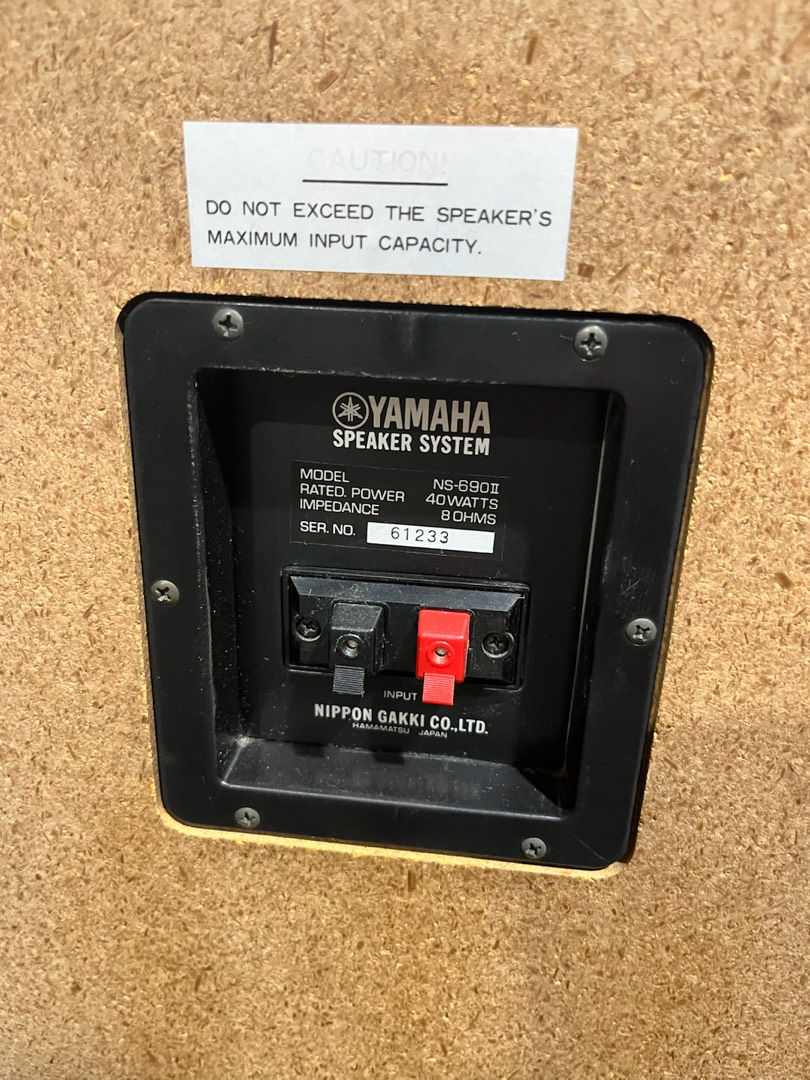 CAUTION!
DO NOT EXCEED THE SPEAKER'S
MAXIMUM INPUT CAPACITY.
YAMAHA
SPEAKER SYSTEM
MODEL NS-690II
RATED. POWER 40 WATTS
IMPEDANCE 8 OHMS
SER. NO. 61233
INPUT
NIPPON GAKKI CO.,LTD.
HAMAMATSU JAPAN